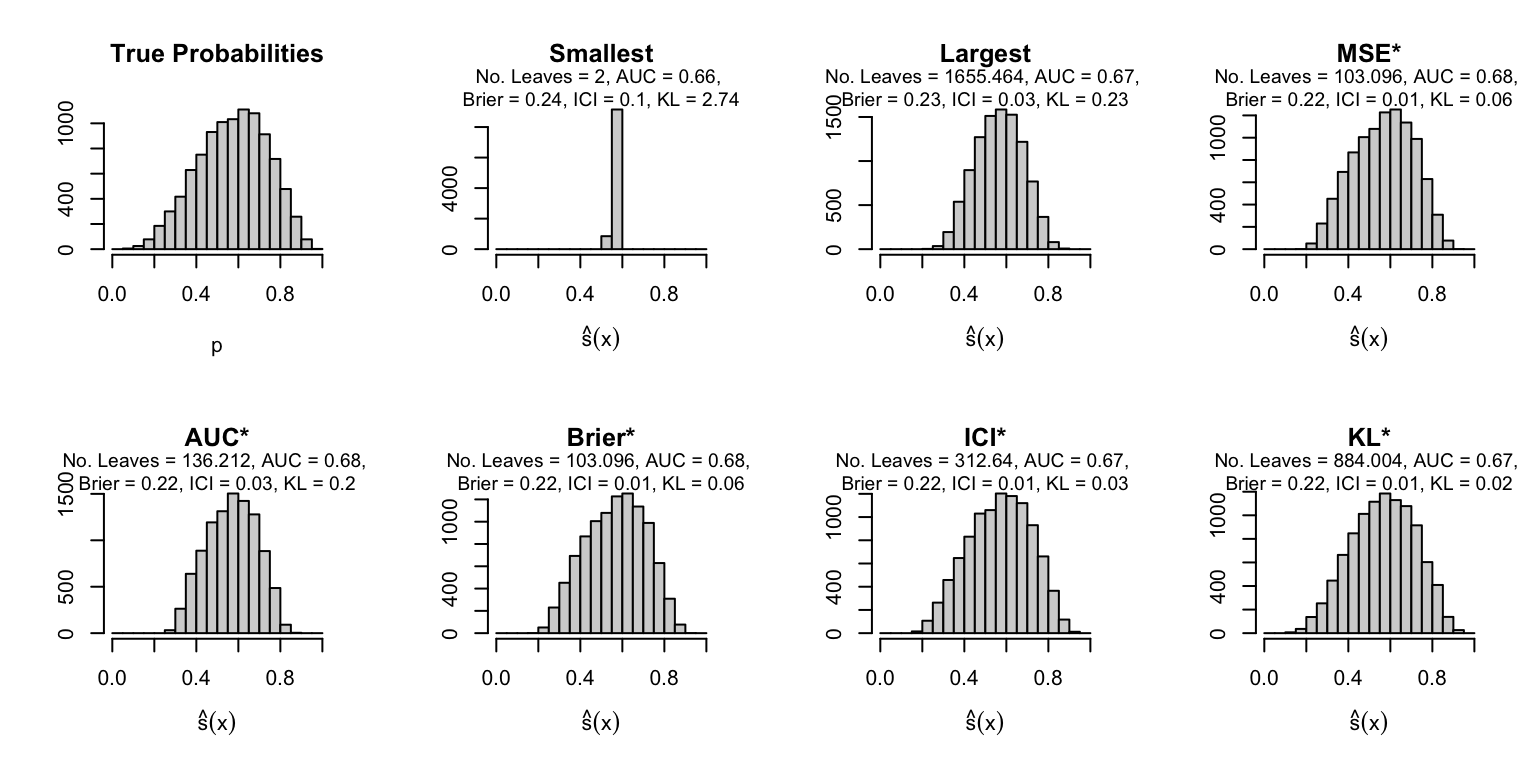 True Probabilities
1000
400
0
0.0 0.4 0.8
p
Smallest
No. Leaves = 2, AUC = 0.66,
Brier = 0.24, ICI = 0.1, KL = 2.74
4000
0
0.0 0.4 0.8
ŝ(x)
Largest
No. Leaves = 1655.464, AUC = 0.67,
Brier = 0.23, ICI = 0.03, KL = 0.23
1500
500
0
0.0 0.4 0.8
ŝ(x)
MSE*
No. Leaves = 103.096, AUC = 0.68,
Brier = 0.22, ICI = 0.01, KL = 0.06
1000
400
0
0.0 0.4 0.8
ŝ(x)
AUC*
No. Leaves = 136.212, AUC = 0.68,
Brier = 0.22, ICI = 0.03, KL = 0.2
1500
500
0
0.0 0.4 0.8
ŝ(x)
Brier*
No. Leaves = 103.096, AUC = 0.68,
Brier = 0.22, ICI = 0.01, KL = 0.06
1000
400
0
0.0 0.4 0.8
ŝ(x)
ICI*
No. Leaves = 312.64, AUC = 0.67,
Brier = 0.22, ICI = 0.01, KL = 0.03
1000
400
0
0.0 0.4 0.8
ŝ(x)
KL*
No. Leaves = 884.004, AUC = 0.67,
Brier = 0.22, ICI = 0.01, KL = 0.02
1000
400
0
0.0 0.4 0.8
ŝ(x)